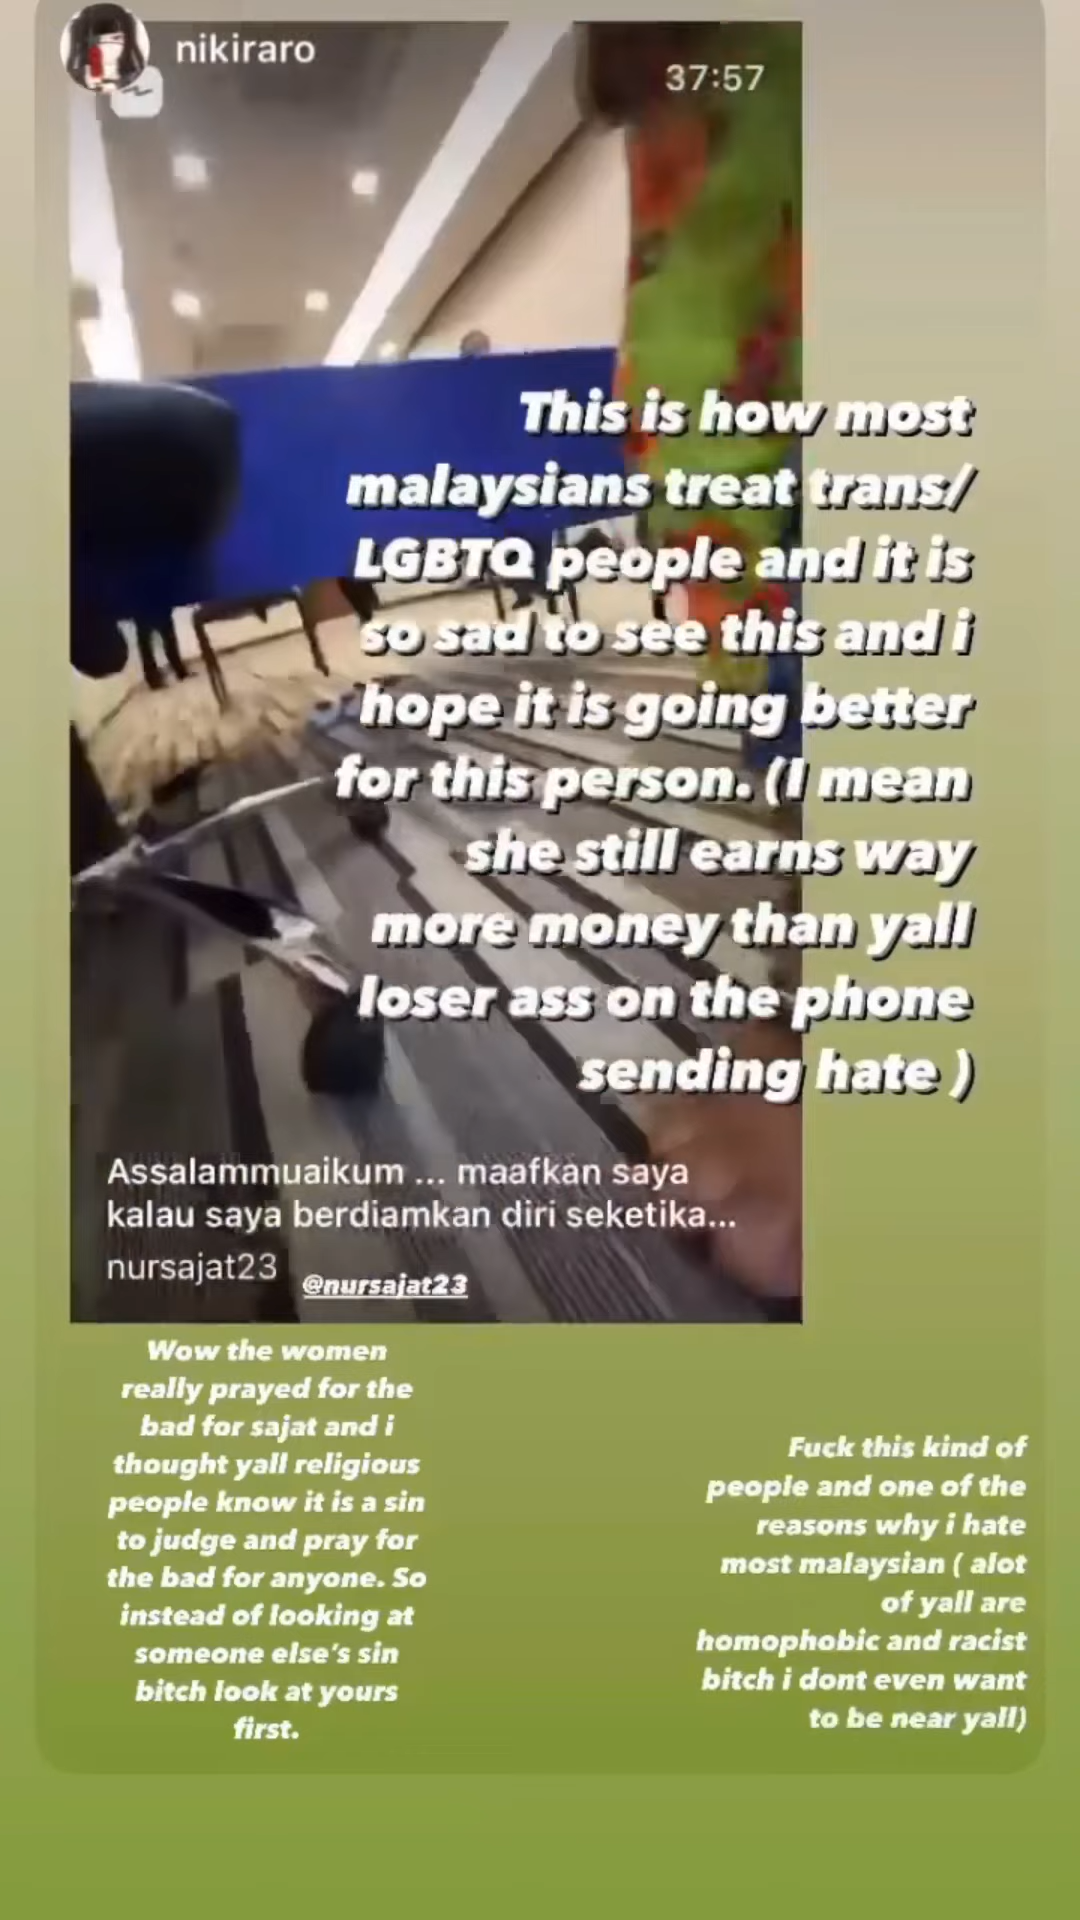 nikiraro
37:57
This is how most
malaysians treat trans/
LGBTQ people and it is
so sad to see this and i
hope it is going better
for this person. (I mean
she still earns way
more money than yall
loser ass on the phone
sending hate )
Assalammuaikum ... maafkan saya
kalau saya berdiamkan diri seketika...
nursajat23
@nursajat23
Wow the women
really prayed for the
bad for sajat and i
thought yall religious
people know it is a sin
to judge and pray for
the bad for anyone. So
instead of looking at
someone else's sin
bitch look at yours
first.
Fuck this kind of
people and one of the
reasons why i hate
most malaysian ( alot
of yall are
homophobic and racist
bitch i dont even want
to be near yall)